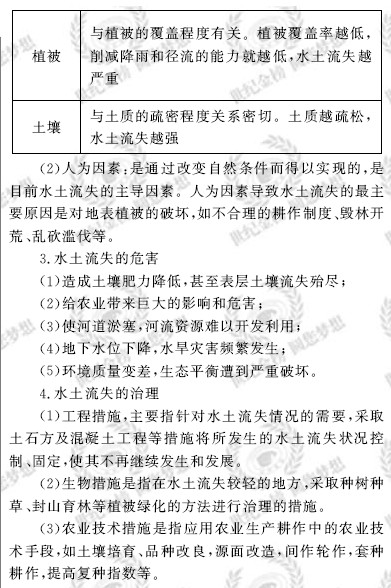 植被
与植被的覆盖程度有关。植被覆盖率越低,
削减降雨和径流的能力就越低,水土流失越
严重
土壤
与土质的疏密程度关系密切。土质越疏松,
水土流失越强
(2)人为因素:是通过改变自然条件而得以实现的,是
目前水土流失的主导因素。人为因素导致水土流失的最主
要原因是对地表植被的破坏,如不合理的耕作制度、毁林开
荒、乱砍滥伐等。
3.水土流失的危害
(1)造成土壤肥力降低,甚至表层土壤流失殆尽;
(2)给农业带来巨大的影响和危害;
(3)使河道淤塞,河流资源难以开发利用;
(4)地下水位下降,水旱灾害频繁发生;
(5)环境质量变差,生态平衡遭到严重破坏。
4.水土流失的治理
(1)工程措施,主要指针对水土流失情况的需要,采取
土石方及混凝土工程等措施将所发生的水土流失状况控
制、固定,使其不再继续发生和发展。
(2)生物措施是指在水土流失较轻的地方,采取种树种
草、封山育林等植被绿化的方法进行治理的措施。
(3)农业技术措施是指应用农业生产耕作中的农业技
术手段,如土壤培育、品种改良,源面改造,间作轮作,套种
耕作,提高复种指数等。